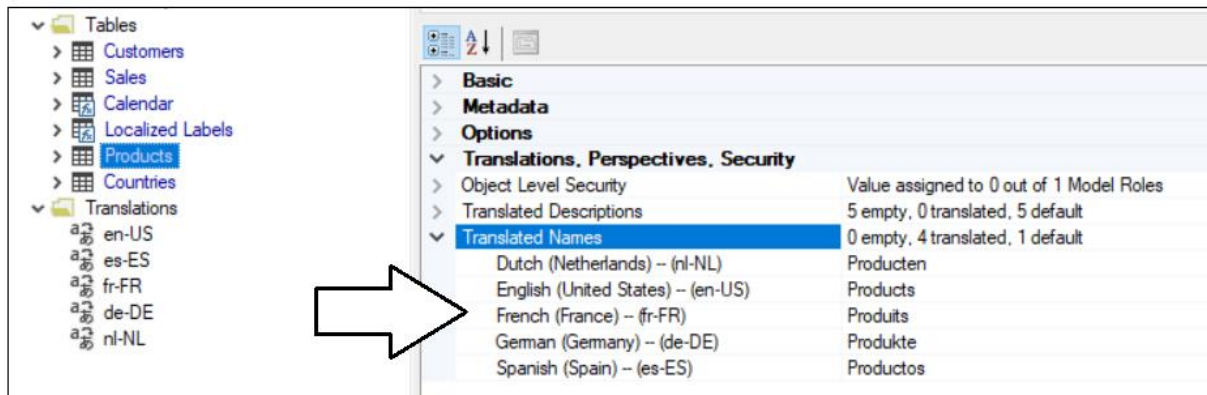 Tables
Customers
Sales
Calendar
Localized Labels
Products
Countries
Translations
en-US
es-ES
fr-FR
de-DE
nl-NL
Basic
Metadata
Options
Translations, Perspectives, Security
Object Level Security Value assigned to 0 out of 1 Model Roles
Translated Descriptions 5 empty, 0 translated, 5 default
Translated Names 0 empty, 4 translated, 1 default
Dutch (Netherlands) -- (nl-NL) Producten
English (United States) -- (en-US) Products
French (France) -- (fr-FR) Produits
German (Germany) -- (de-DE) Produkte
Spanish (Spain) -- (es-ES) Productos